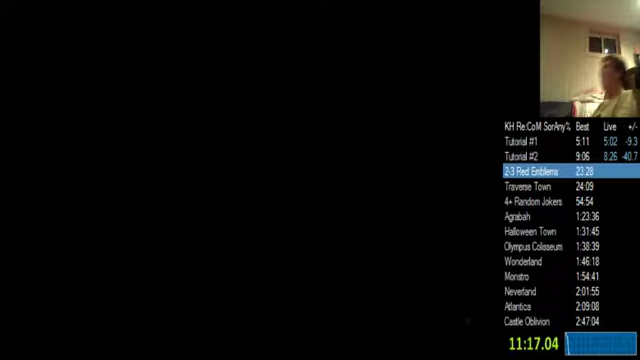 KH Re:CoM SorAny% Best Live +/-
Tutorial #1 5:11 5:02 -9.3
Tutorial #2 9:06 8:26 -40.7
2-3 Red Emblems 23:28
Traverse Town 24:09
4+ Random Jokers 54:54
Agrabah 1:23:36
Halloween Town 1:31:45
Olympus Colisseum 1:38:39
Wonderland 1:46:18
Monstro 1:54:41
Neverland 2:01:55
Atlantica 2:09:08
Castle Oblivion 2:47:04
11:17.04